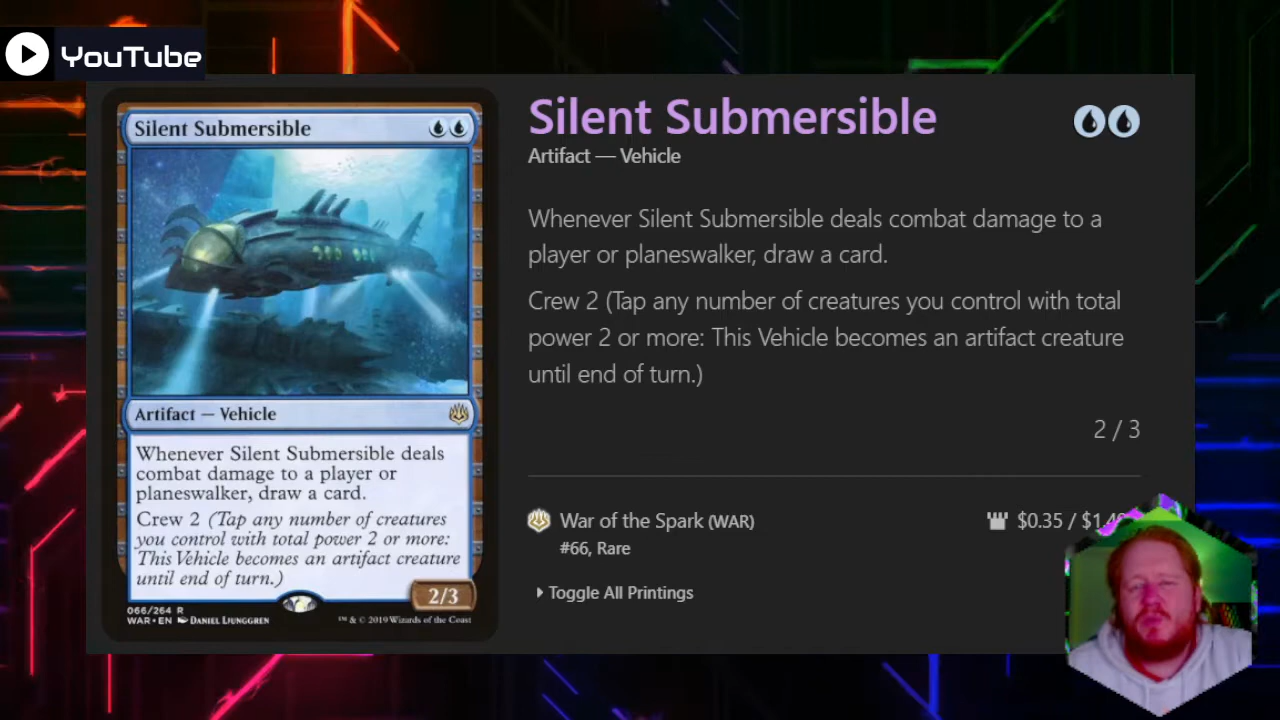 YouTube
Silent Submersible
Artifact — Vehicle
Whenever Silent Submersible deals
combat damage to a player or
planeswalker, draw a card.
Crew 2 (Tap any number of creatures
you control with total power 2 or more:
This Vehicle becomes an artifact creature
until end of turn.)
2/3
066/264 R
WAR • EN DANIEL LJUNGGREN
™ & © 2019 Wizards of the Coast
Silent Submersible
Artifact — Vehicle
Whenever Silent Submersible deals combat damage to a
player or planeswalker, draw a card.
Crew 2 (Tap any number of creatures you control with total
power 2 or more: This Vehicle becomes an artifact creature
until end of turn.)
2 / 3
War of the Spark (WAR)
$0.35 /
#66, Rare
Toggle All Printings